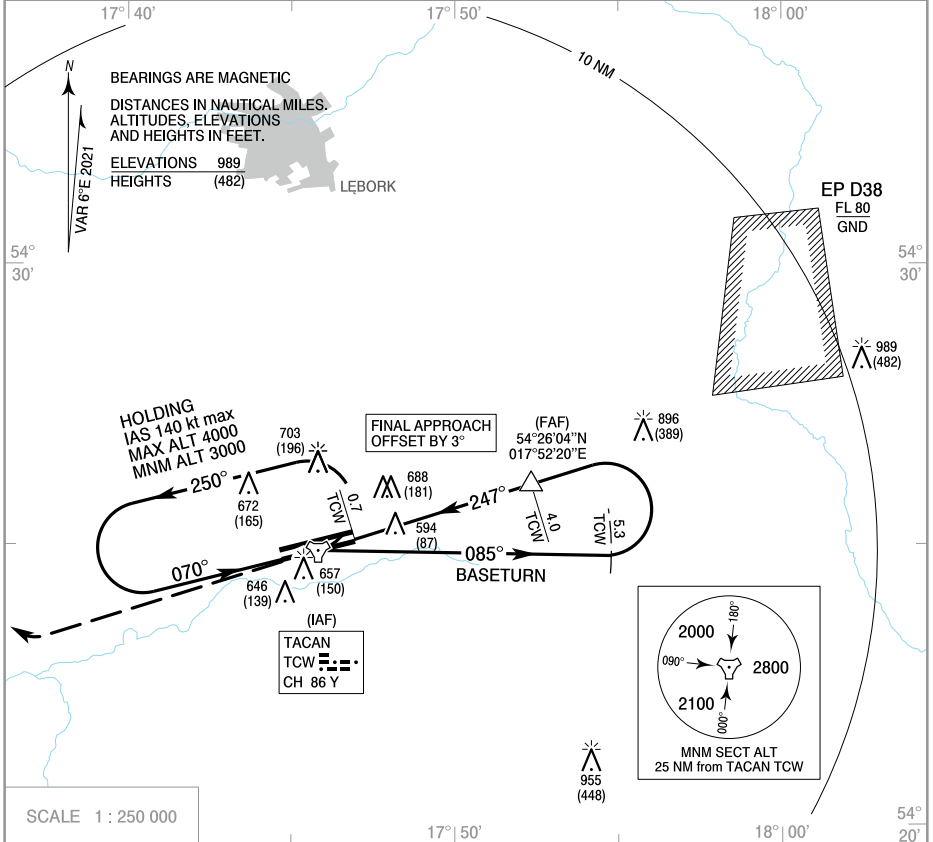 17°40'
17°50'
18°00'
10 NM
N
VAR 6°E 2021
BEARINGS ARE MAGNETIC
DISTANCES IN NAUTICAL MILES.
ALTITUDES, ELEVATIONS
AND HEIGHTS IN FEET.
ELEVATIONS 989
HEIGHTS (482)
LĘBORK
EP D38
FL 80
GND
54°
30'
54°
30'
989
(482)
HOLDING
IAS 140 kt max
MAX ALT 4000
MNM ALT 3000
703
(196)
FINAL APPROACH
OFFSET BY 3°
(FAF)
54°26'04"N
017°52'20"E
896
(389)
250°
672
(165)
0.7
TCW
688
(181)
247°
594
(87)
4.0
TCW
5.3
TCW
070°
085°
BASETURN
657
(150)
646
(139)
(IAF)
TACAN
TCW
CH 86 Y
2000
180°
090°
2800
2100
000°
MNM SECT ALT
25 NM from TACAN TCW
955
(448)
SCALE 1 : 250 000
17°50'
18°00'
54°
20'